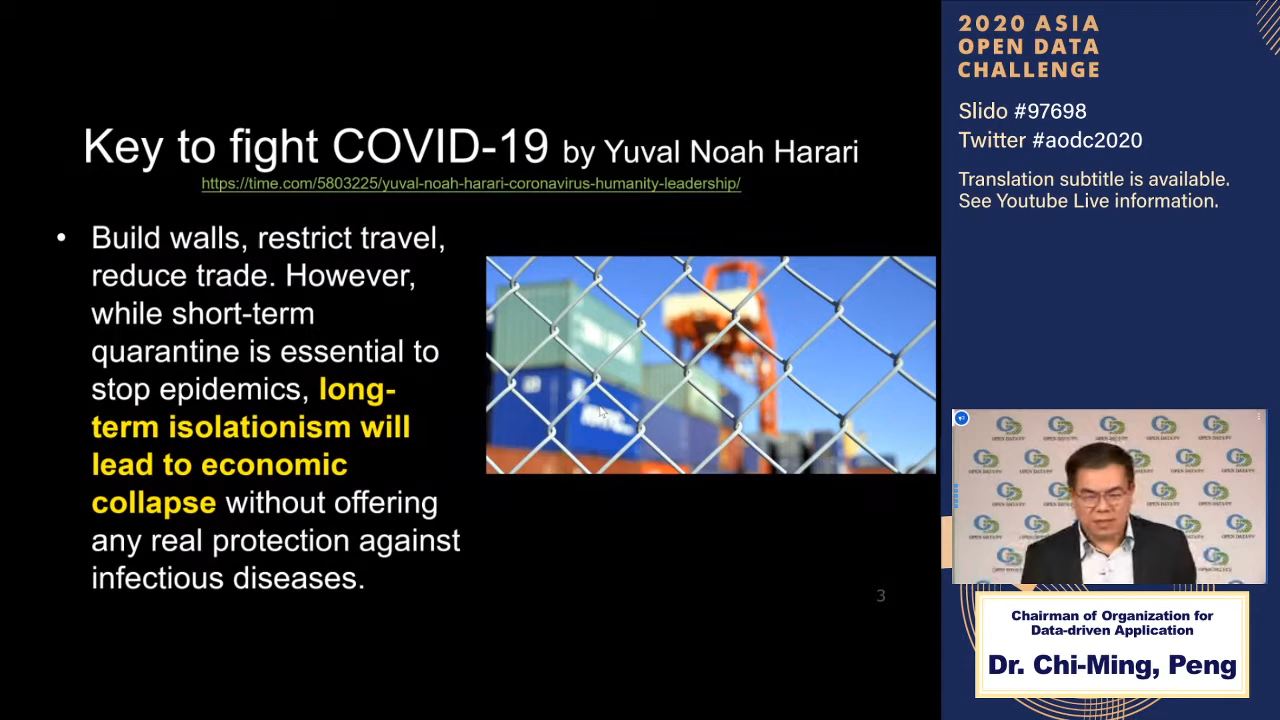 Key to fight COVID-19 by Yuval Noah Harari
https://time.com/5803225/yuval-noah-harari-coronavirus-humanity-leadership/
• Build walls, restrict travel,
reduce trade. However,
while short-term
quarantine is essential to
stop epidemics, long-
term isolationism will
lead to economic
collapse without offering
any real protection against
infectious diseases.
3
2020 ASIA
OPEN DATA
CHALLENGE
Slido #97698
Twitter #aodc2020
Translation subtitle is available.
See Youtube Live information.
Chairman of Organization for
Data-driven Application
Dr. Chi-Ming, Peng